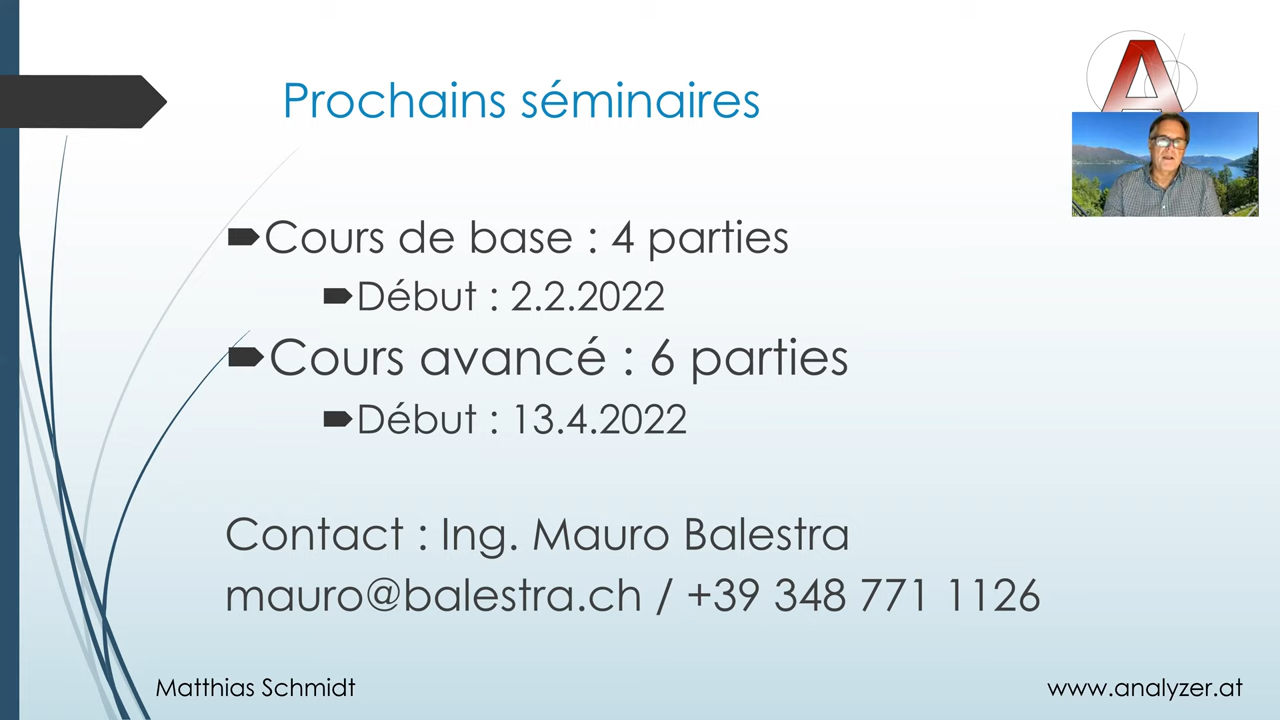 Prochains séminaires
A
Cours de base : 4 parties
Début : 2.2.2022
Cours avancé : 6 parties
Début : 13.4.2022
Contact : Ing. Mauro Balestra
mauro@balestra.ch / +39 348 771 1126
Matthias Schmidt
www.analyzer.at